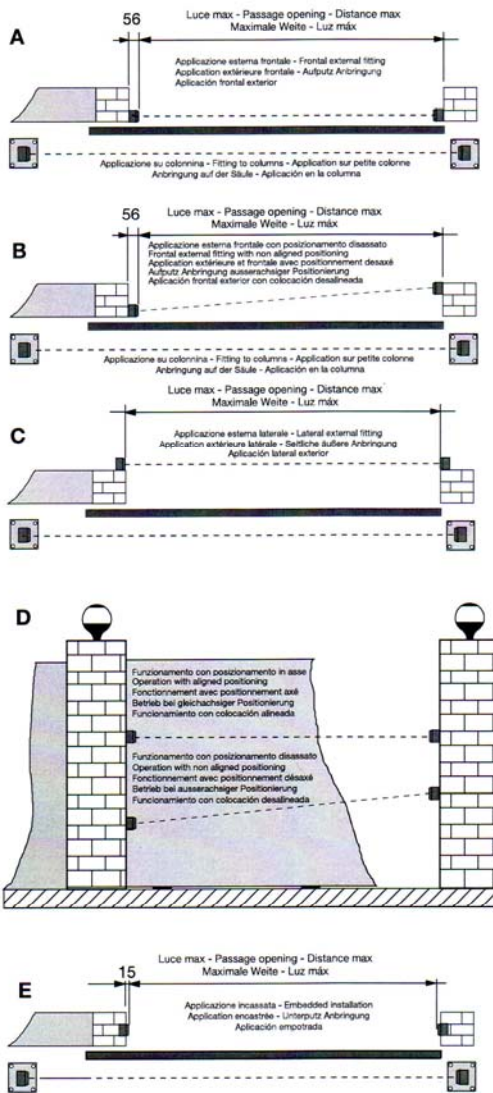 A
Luce max - Passage opening - Distance max
Maximale Weite - Luz máx
56
Applicazione esterna frontale - Frontal external fitting
Application extérieure frontale - Aufputz Anbringung
Aplicación frontal exterior
Applicazione su colonnina - Fitting to columns - Application sur petite colonne
Anbringung auf der Säule - Aplicación en la columna
B
56
Luce max - Passage opening - Distance max
Maximale Weite - Luz máx
Applicazione esterna frontale con posizionamento disassato
Frontal external fitting with non aligned positioning
Application extérieure et frontale avec positionnement desaxé
Aufputz Anbringung ausserachsiger Positionierung
Aplicación frontal exterior con colocación desalineada
Applicazione su colonnina - Fitting to columns - Application sur petite colonne
Anbringung auf der Säule - Aplicación en la columna
C
Luce max - Passage opening - Distance max
Maximale Weite - Luz máx
Applicazione esterna laterale - Lateral external fitting
Application extérieure latérale - Seitliche äußere Anbringung
Aplicación lateral exterior
D
Funzionamento con posizionamento in asse
Operation with aligned positioning
Fonctionnement avec positionnement axé
Betrieb bei gleichachsiger Positionierung
Funcionamiento con colocación alineada
Funzionamento con posizionamento disassato
Operation with non aligned positioning
Fonctionnement avec positionnement désaxé
Betrieb bei ausserachsiger Positionierung
Funcionamiento con colocación desalineada
E
15
Luce max - Passage opening - Distance max
Maximale Weite - Luz máx
Applicazione incassata - Embedded installation
Application encastrée - Unterputz Anbringung
Aplicación empotrada